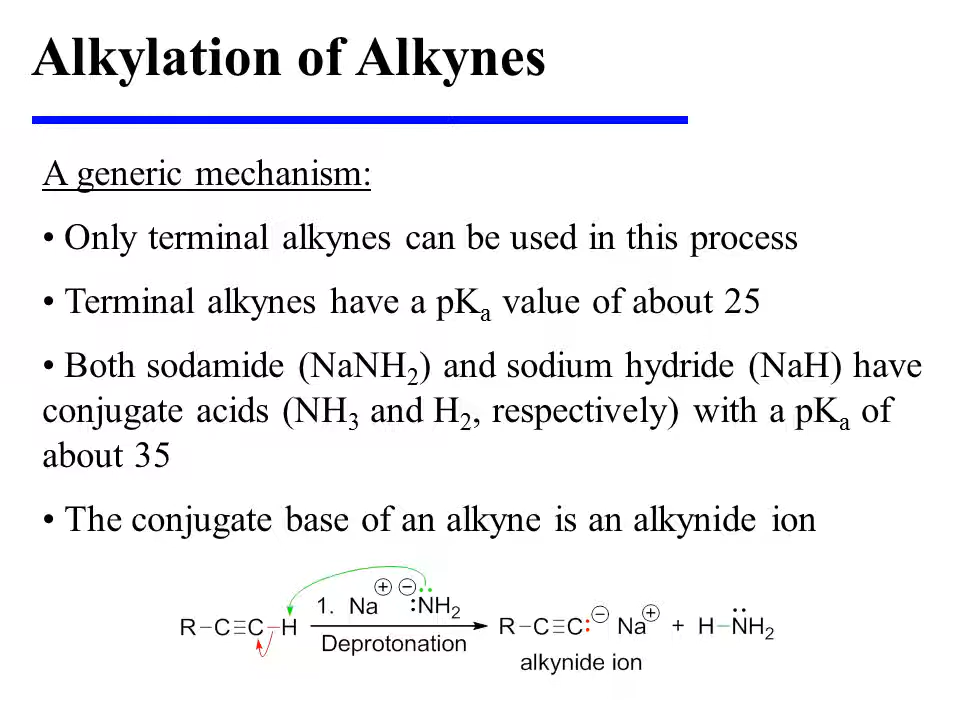 Alkylation of Alkynes
A generic mechanism:
• Only terminal alkynes can be used in this process
• Terminal alkynes have a pKₐ value of about 25
• Both sodamide (NaNH₂) and sodium hydride (NaH) have
conjugate acids (NH₃ and H₂, respectively) with a pKₐ of
about 35
• The conjugate base of an alkyne is an alkynide ion
R–C≡C–H 1. Na⊕ ⊖:N̈H₂ R–C≡C:⊖ Na⊕ + H–N̈H₂
Deprotonation
alkynide ion